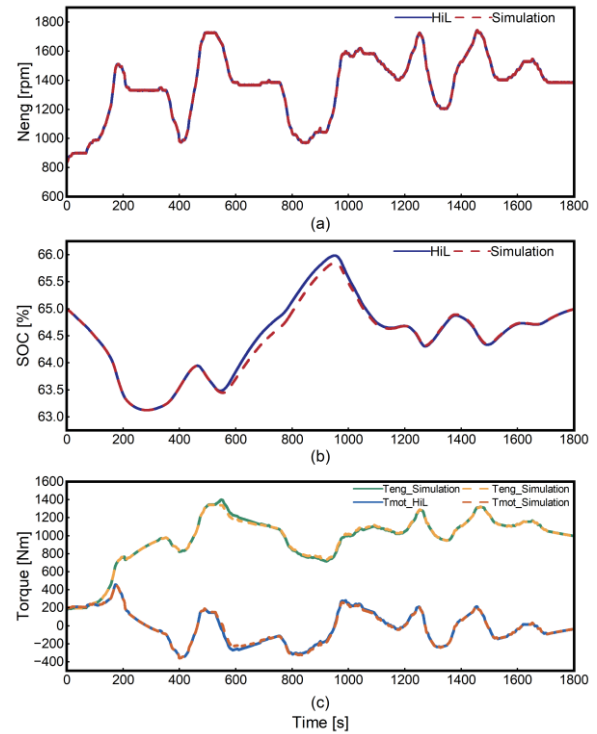 1800
1600
1400
1200
1000
800
600
Neng [rpm]
HiL Simulation
0 200 400 600 800 1000 1200 1400 1600 1800
(a)
66.0
65.5
65.0
64.5
64.0
63.5
63.0
SOC [%]
HiL Simulation
0 200 400 600 800 1000 1200 1400 1600 1800
(b)
1600
1400
1200
1000
800
600
400
200
0
−200
−400
Torque [Nm]
Teng_Simulation Teng_Simulation
Tmot_HiL Tmot_Simulation
0 200 400 600 800 1000 1200 1400 1600 1800
(c)
Time [s]